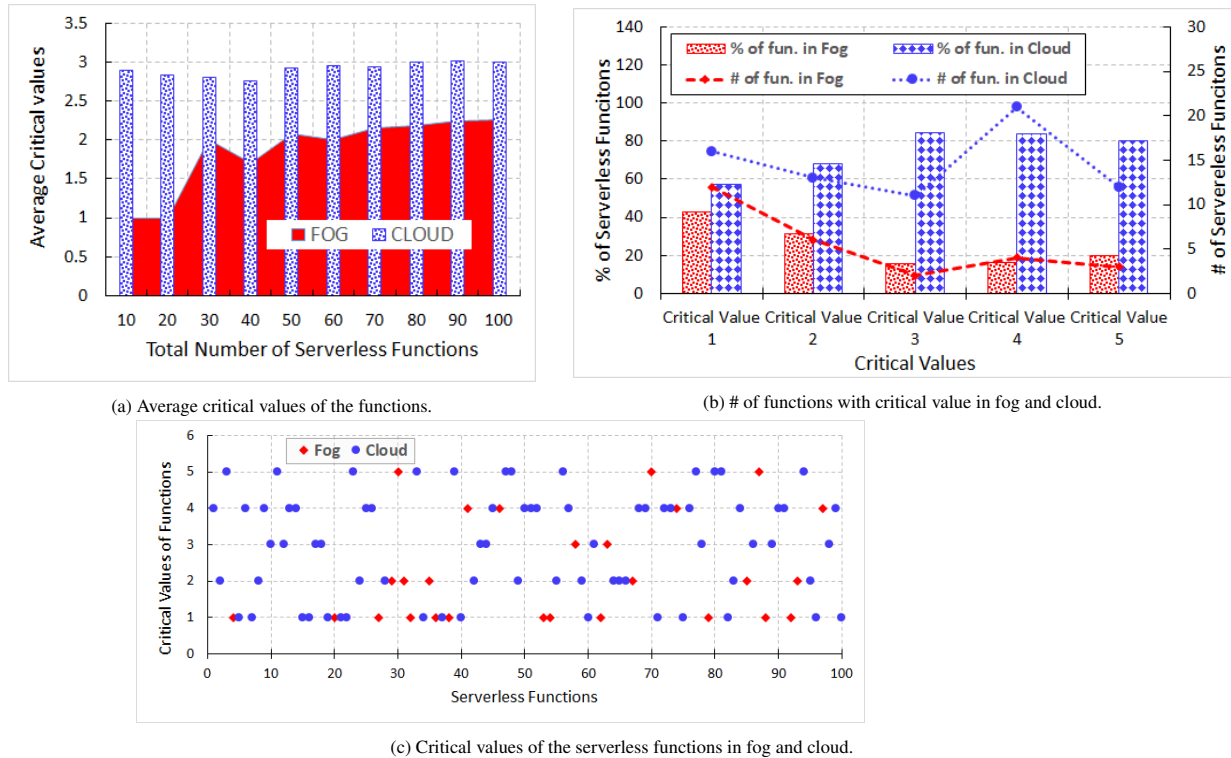 3.5
3
2.5
2
1.5
1
0.5
0
Average Critical values
FOG CLOUD
10 20 30 40 50 60 70 80 90 100
Total Number of Serverless Functions
(a) Average critical values of the functions.
140
120
100
80
60
40
20
0
% of Serverless Funcitons
% of fun. in Fog % of fun. in Cloud
# of fun. in Fog # of fun. in Cloud
30
25
20
15
10
5
0
# of Servereless Functions
Critical Value Critical Value Critical Value Critical Value Critical Value
1 2 3 4 5
Critical Values
(b) # of functions with critical value in fog and cloud.
6
5
4
3
2
1
0
Critical Values of Functions
Fog Cloud
0 10 20 30 40 50 60 70 80 90 100
Serverless Functions
(c) Critical values of the serverless functions in fog and cloud.